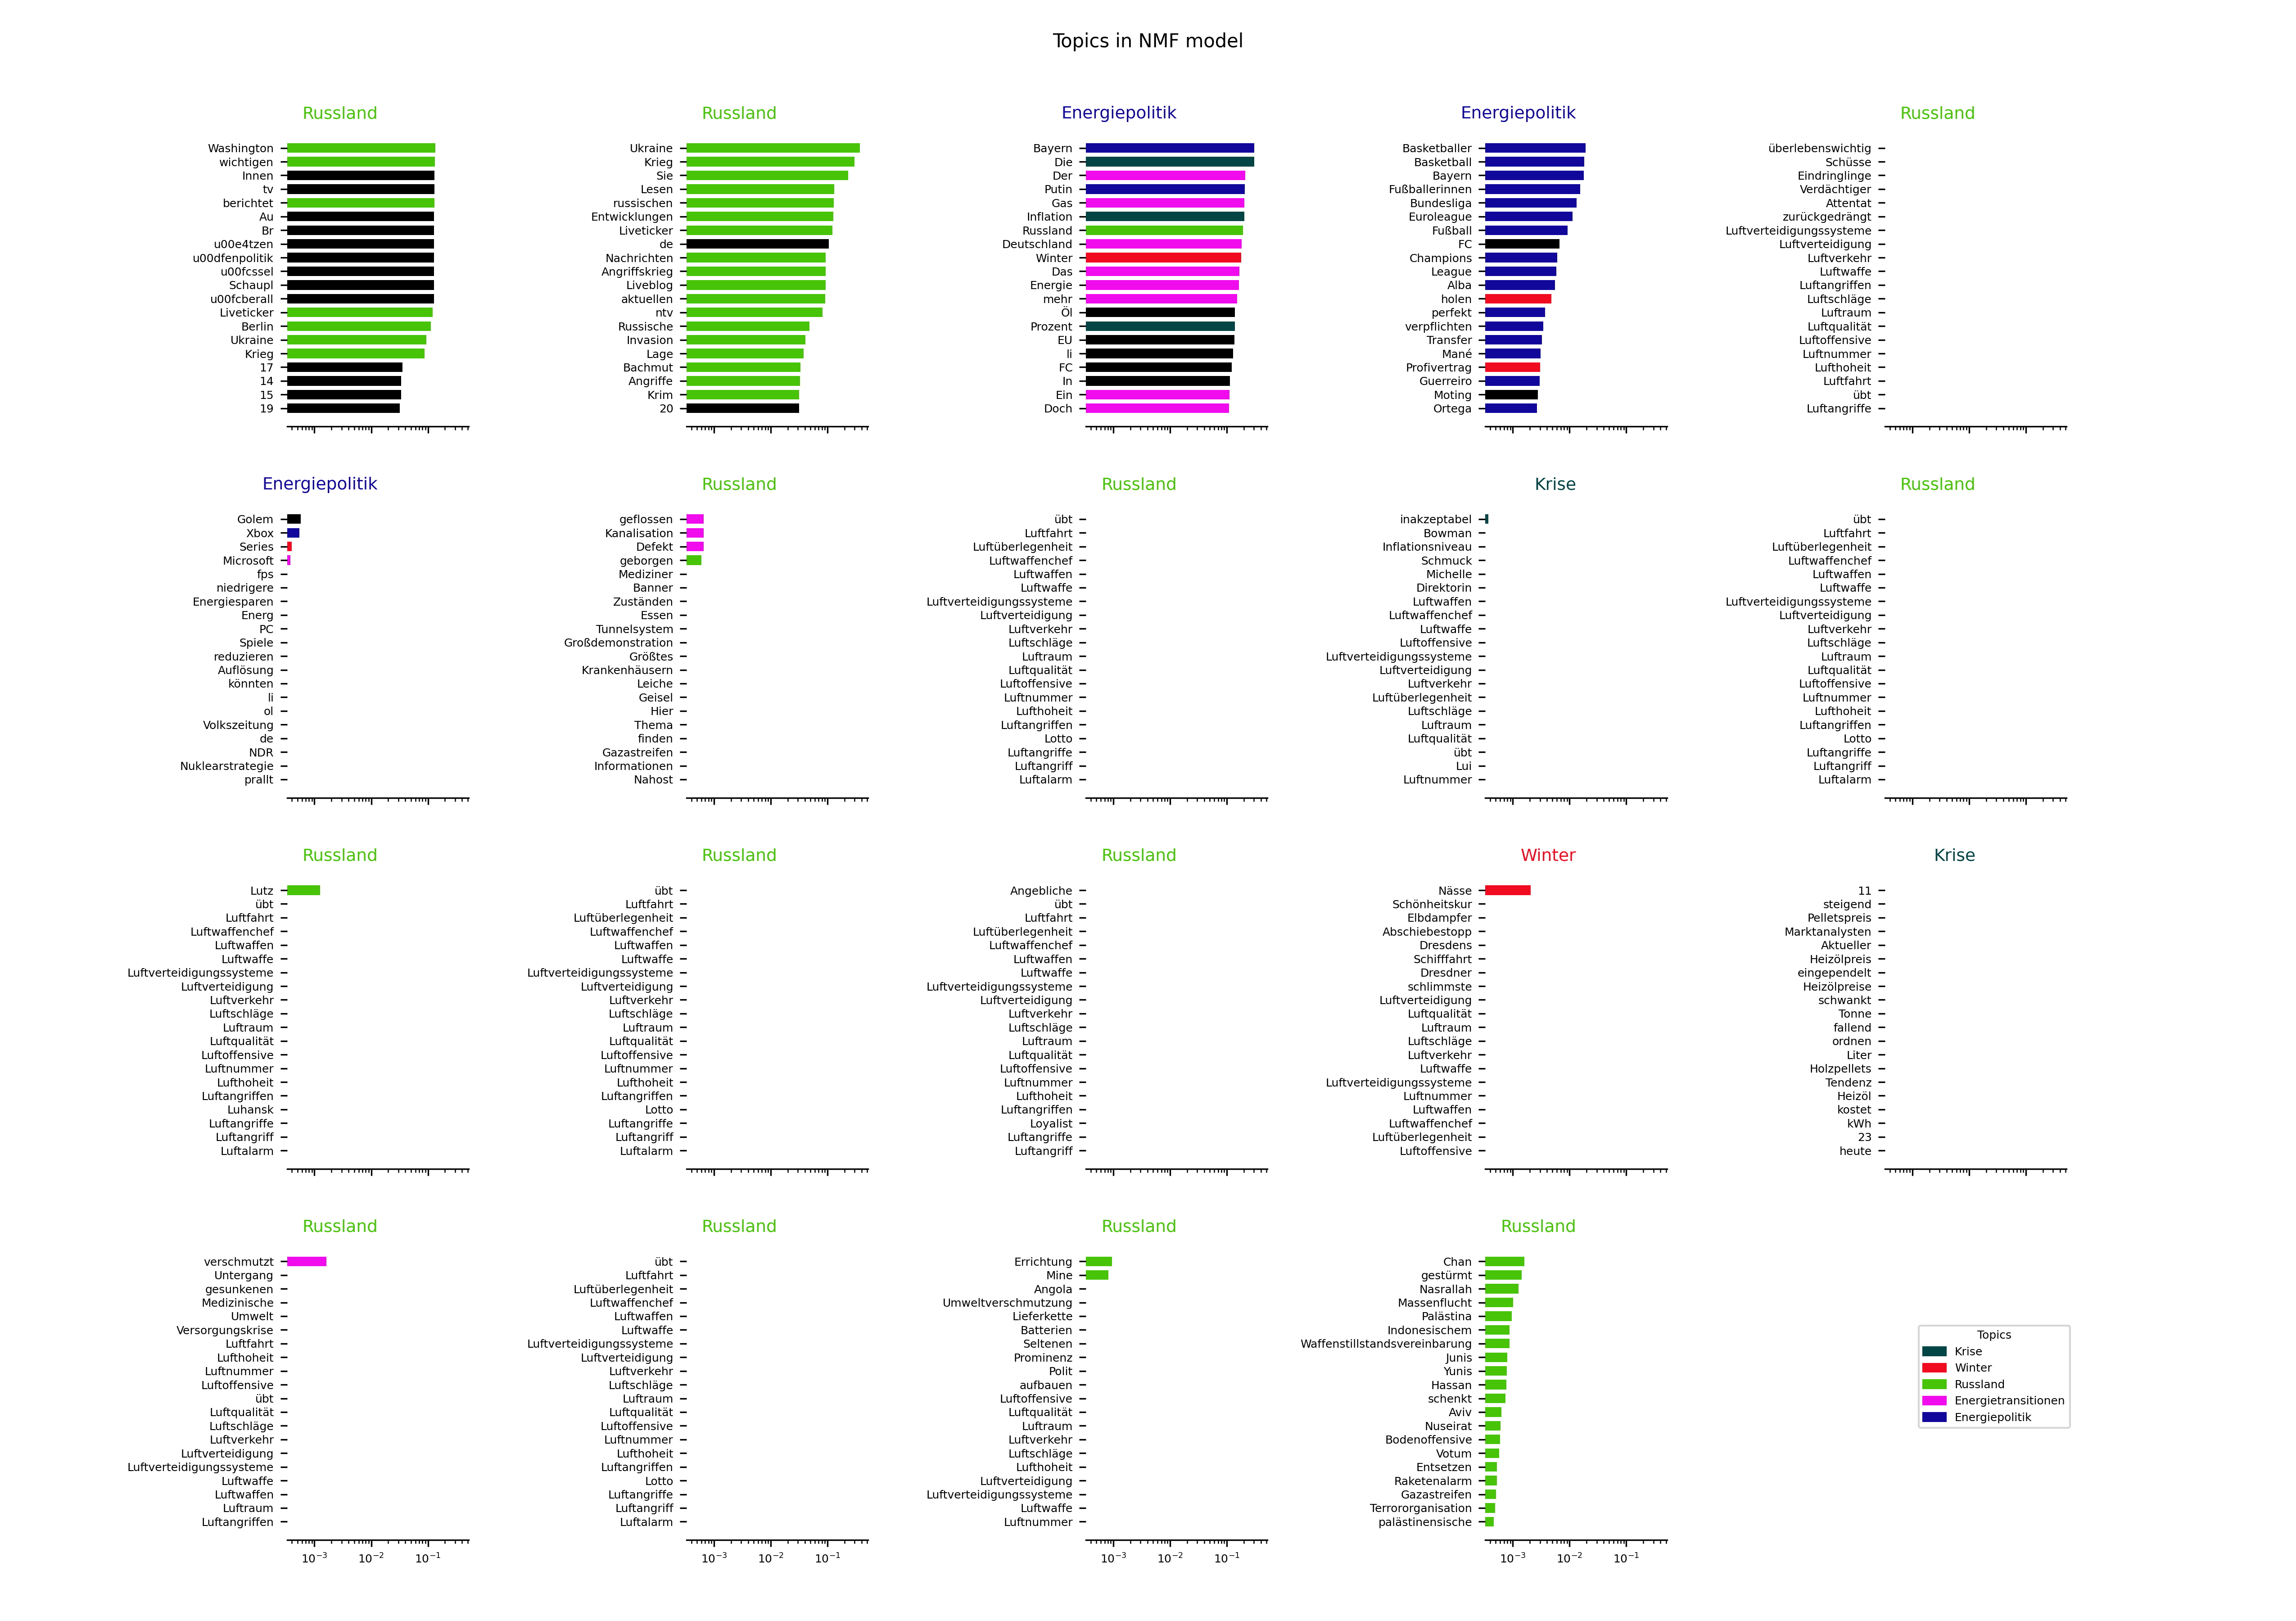 Topics in NMF model
Russland
Washington
wichtigen
Innen
tv
berichtet
Au
Br
u00e4tzen
u00dfenpolitik
u00fcssel
Schaupl
u00fcberall
Liveticker
Berlin
Ukraine
Krieg
17
14
15
19
Russland
Ukraine
Krieg
Sie
Lesen
russischen
Entwicklungen
Liveticker
de
Nachrichten
Angriffskrieg
Liveblog
aktuellen
ntv
Russische
Invasion
Lage
Bachmut
Angriffe
Krim
20
Energiepolitik
Bayern
Die
Der
Putin
Gas
Inflation
Russland
Deutschland
Winter
Das
Energie
mehr
Öl
Prozent
EU
li
FC
In
Ein
Doch
Energiepolitik
Basketballer
Basketball
Bayern
Fußballerinnen
Bundesliga
Euroleague
Fußball
FC
Champions
League
Alba
holen
perfekt
verpflichten
Transfer
Mané
Profivertrag
Guerreiro
Moting
Ortega
Russland
überlebenswichtig
Schüsse
Eindringlinge
Verdächtiger
Attentat
zurückgedrängt
Luftverteidigungssysteme
Luftverteidigung
Luftverkehr
Luftwaffe
Luftangriffen
Luftschläge
Luftraum
Luftqualität
Luftoffensive
Luftnummer
Lufthoheit
Luftfahrt
übt
Luftangriffe
Energiepolitik
Golem
Xbox
Series
Microsoft
fps
niedrigere
Energiesparen
Energ
PC
Spiele
reduzieren
Auflösung
könnten
li
ol
Volkszeitung
de
NDR
Nuklearstrategie
prallt
Russland
geflossen
Kanalisation
Defekt
geborgen
Mediziner
Banner
Zuständen
Essen
Tunnelsystem
Großdemonstration
Größtes
Krankenhäusern
Leiche
Geisel
Hier
Thema
finden
Gazastreifen
Informationen
Nahost
Russland
übt
Luftfahrt
Luftüberlegenheit
Luftwaffenchef
Luftwaffen
Luftwaffe
Luftverteidigungssysteme
Luftverteidigung
Luftverkehr
Luftschläge
Luftraum
Luftqualität
Luftoffensive
Luftnummer
Lufthoheit
Luftangriffen
Lotto
Luftangriffe
Luftangriff
Luftalarm
Krise
inakzeptabel
Bowman
Inflationsniveau
Schmuck
Michelle
Direktorin
Luftwaffen
Luftwaffenchef
Luftwaffe
Luftoffensive
Luftverteidigungssysteme
Luftverteidigung
Luftverkehr
Luftüberlegenheit
Luftschläge
Luftraum
Luftqualität
übt
Lui
Luftnummer
Russland
übt
Luftfahrt
Luftüberlegenheit
Luftwaffenchef
Luftwaffen
Luftwaffe
Luftverteidigungssysteme
Luftverteidigung
Luftverkehr
Luftschläge
Luftraum
Luftqualität
Luftoffensive
Luftnummer
Lufthoheit
Luftangriffen
Lotto
Luftangriffe
Luftangriff
Luftalarm
Russland
Lutz
übt
Luftfahrt
Luftwaffenchef
Luftwaffen
Luftwaffe
Luftverteidigungssysteme
Luftverteidigung
Luftverkehr
Luftschläge
Luftraum
Luftqualität
Luftoffensive
Luftnummer
Lufthoheit
Luftangriffen
Luhansk
Luftangriffe
Luftangriff
Luftalarm
Russland
übt
Luftfahrt
Luftüberlegenheit
Luftwaffenchef
Luftwaffen
Luftwaffe
Luftverteidigungssysteme
Luftverteidigung
Luftverkehr
Luftschläge
Luftraum
Luftqualität
Luftoffensive
Luftnummer
Lufthoheit
Luftangriffen
Lotto
Luftangriffe
Luftangriff
Luftalarm
Russland
Angebliche
übt
Luftfahrt
Luftüberlegenheit
Luftwaffenchef
Luftwaffen
Luftwaffe
Luftverteidigungssysteme
Luftverteidigung
Luftverkehr
Luftschläge
Luftraum
Luftqualität
Luftoffensive
Luftnummer
Lufthoheit
Luftangriffen
Loyalist
Luftangriffe
Luftangriff
Winter
Nässe
Schönheitskur
Elbdampfer
Abschiebestopp
Dresdens
Schifffahrt
Dresdner
schlimmste
Luftverteidigung
Luftqualität
Luftraum
Luftschläge
Luftverkehr
Luftwaffe
Luftverteidigungssysteme
Luftnummer
Luftwaffen
Luftwaffenchef
Luftüberlegenheit
Luftoffensive
Krise
11
steigend
Pelletspreis
Marktanalysten
Aktueller
Heizölpreis
eingependelt
Heizölpreise
schwankt
Tonne
fallend
ordnen
Liter
Holzpellets
Tendenz
Heizöl
kostet
kWh
23
heute
Russland
verschmutzt
Untergang
gesunkenen
Medizinische
Umwelt
Versorgungskrise
Luftfahrt
Lufthoheit
Luftnummer
Luftoffensive
übt
Luftqualität
Luftschläge
Luftverkehr
Luftverteidigung
Luftverteidigungssysteme
Luftwaffe
Luftwaffen
Luftraum
Luftangriffen
10⁻³ 10⁻² 10⁻¹
Russland
übt
Luftfahrt
Luftüberlegenheit
Luftwaffenchef
Luftwaffen
Luftwaffe
Luftverteidigungssysteme
Luftverteidigung
Luftverkehr
Luftschläge
Luftraum
Luftqualität
Luftoffensive
Luftnummer
Lufthoheit
Luftangriffen
Lotto
Luftangriffe
Luftangriff
Luftalarm
10⁻³ 10⁻² 10⁻¹
Russland
Errichtung
Mine
Angola
Umweltverschmutzung
Lieferkette
Batterien
Seltenen
Prominenz
Polit
aufbauen
Luftoffensive
Luftqualität
Luftraum
Luftverkehr
Luftschläge
Lufthoheit
Luftverteidigung
Luftverteidigungssysteme
Luftwaffe
Luftnummer
10⁻³ 10⁻² 10⁻¹
Russland
Chan
gestürmt
Nasrallah
Massenflucht
Palästina
Indonesischem
Waffenstillstandsvereinbarung
Junis
Yunis
Hassan
schenkt
Aviv
Nuseirat
Bodenoffensive
Votum
Entsetzen
Raketenalarm
Gazastreifen
Terrororganisation
palästinensische
10⁻³ 10⁻² 10⁻¹
Topics
Krise
Winter
Russland
Energietransitionen
Energiepolitik